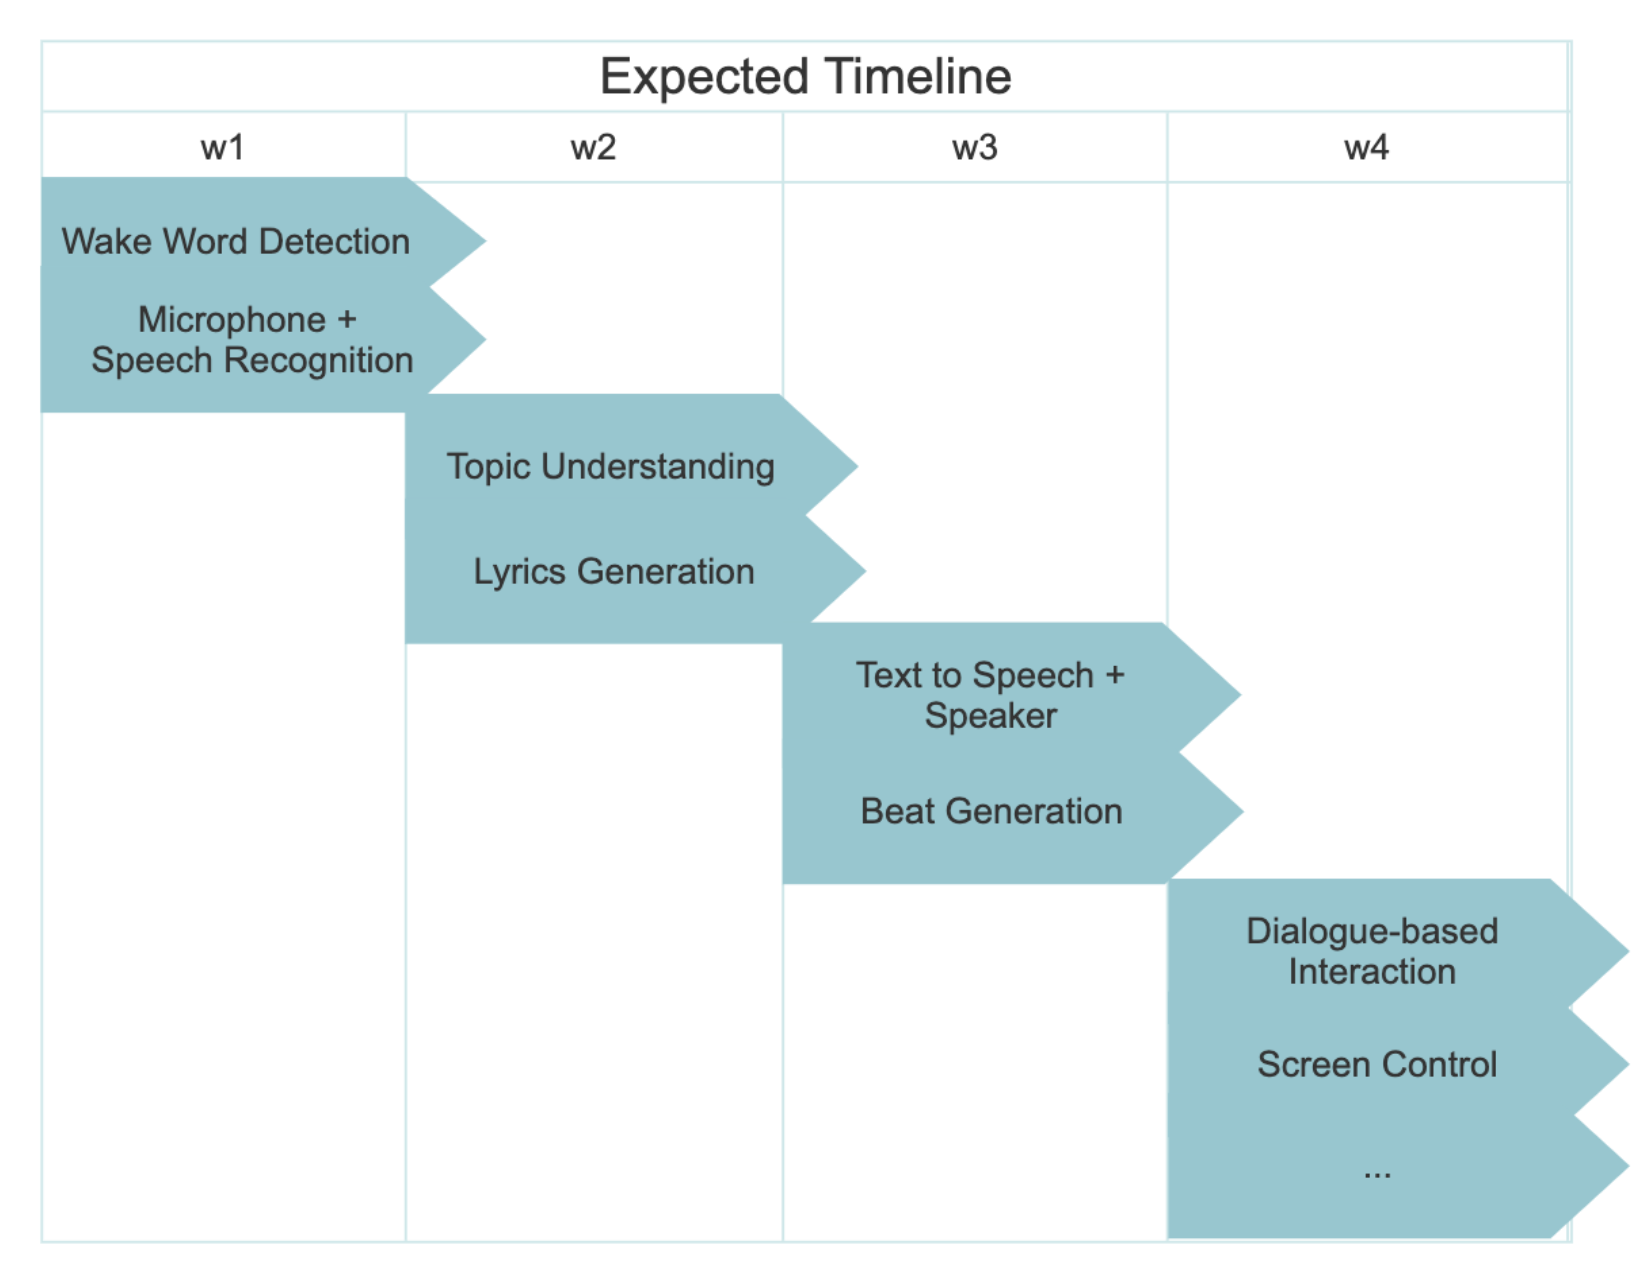 Expected Timeline
w1
w2
w3
w4
Wake Word Detection
Microphone +
Speech Recognition
Topic Understanding
Lyrics Generation
Text to Speech +
Speaker
Beat Generation
Dialogue-based
Interaction
Screen Control
...